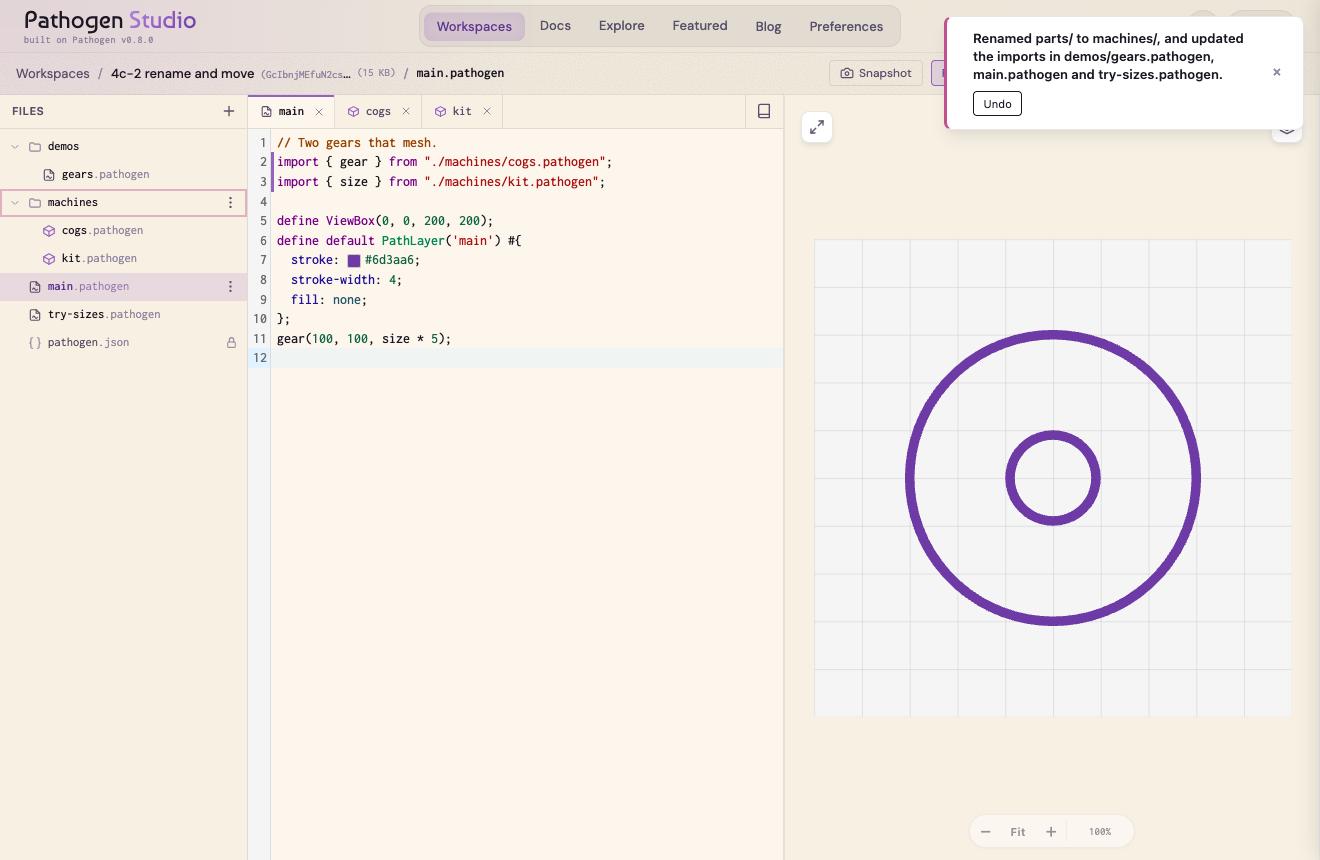 Pathogen Studio
built on Pathogen v0.8.0
Workspaces
Docs
Explore
Featured
Blog
Preferences
Workspaces / 4c-2 rename and move (GcIbnjMEfuN2cs… (15 KB) / main.pathogen
Snapshot
Renamed parts/ to machines/, and updated
the imports in demos/gears.pathogen,
main.pathogen and try-sizes.pathogen.
Undo
FILES
main
cogs
kit
demos
gears.pathogen
machines
cogs.pathogen
kit.pathogen
main.pathogen
try-sizes.pathogen
{ } pathogen.json
1 // Two gears that mesh.
2 import { gear } from "./machines/cogs.pathogen";
3 import { size } from "./machines/kit.pathogen";
4
5 define ViewBox(0, 0, 200, 200);
6 define default PathLayer('main') #{
7 stroke: #6d3aa6;
8 stroke-width: 4;
9 fill: none;
10 };
11 gear(100, 100, size * 5);
12
Fit
100%